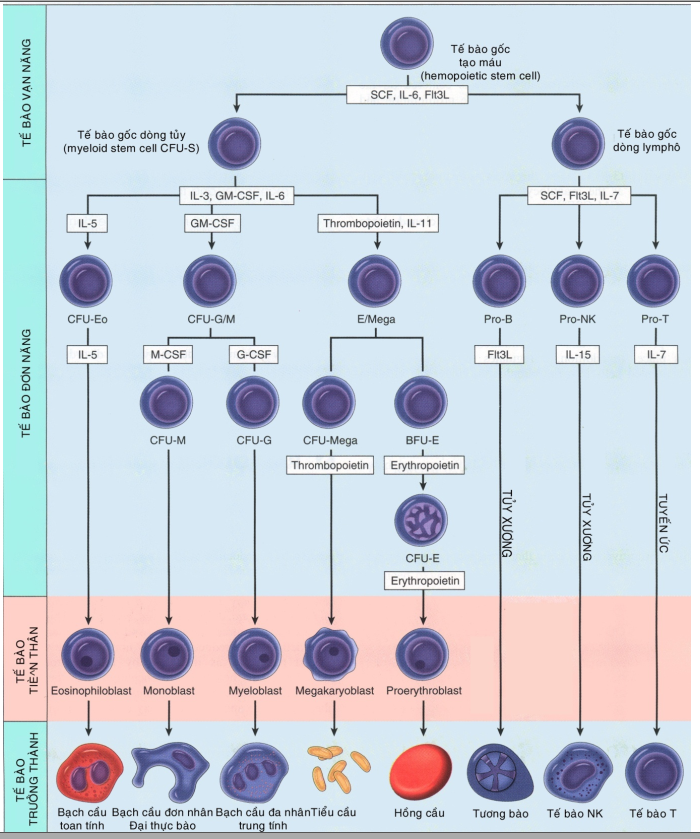 TẾ BÀO VẠN NĂNG
Tế bào gốc
tạo máu
(hemopoietic stem cell)
SCF, IL-6, Flt3L
Tế bào gốc dòng tủy
(myeloid stem cell CFU-S)
Tế bào gốc
dòng lymphô
TẾ BÀO ĐƠN NĂNG
IL-3, GM-CSF, IL-6
SCF, Flt3L, IL-7
IL-5
GM-CSF
Thrombopoietin, IL-11
CFU-Eo
CFU-G/M
E/Mega
Pro-B
Pro-NK
Pro-T
IL-5
M-CSF
G-CSF
Flt3L
IL-15
IL-7
CFU-M
CFU-G
CFU-Mega
BFU-E
Thrombopoietin
Erythropoietin
TỦY XƯƠNG
TỦY XƯƠNG
TUYẾN ỨC
CFU-E
Erythropoietin
TẾ BÀO
TIỀ^N THÂN
Eosinophiloblast
Monoblast
Myeloblast
Megakaryoblast
Proerythroblast
TẾ BÀO
TRƯỞNG THÀNH
Bạch cầu
toan tính
Bạch cầu đơn nhân
Đại thực bào
Bạch cầu đa nhân
trung tính
Tiểu cầu
Hồng cầu
Tương bào
Tế bào NK
Tế bào T